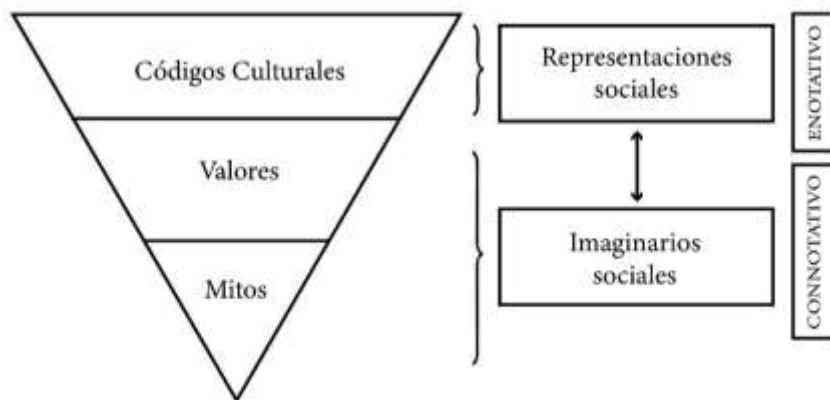 Códigos Culturales
Valores
Mitos
Representaciones
sociales
Imaginarios
sociales
ENOTATIVO
CONNOTATIVO